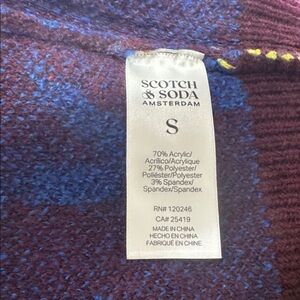 SCOTCH
& SODA
AMSTERDAM
S
70% Acrylic/
Acrílico/Acrylique
27% Polyester/
Poliéster/Polyester
3% Spandex/
Spandex/Spandex
RN# 120246
CA# 25419
MADE IN CHINA
HECHO EN CHINA
FABRIQUÉ EN CHINE